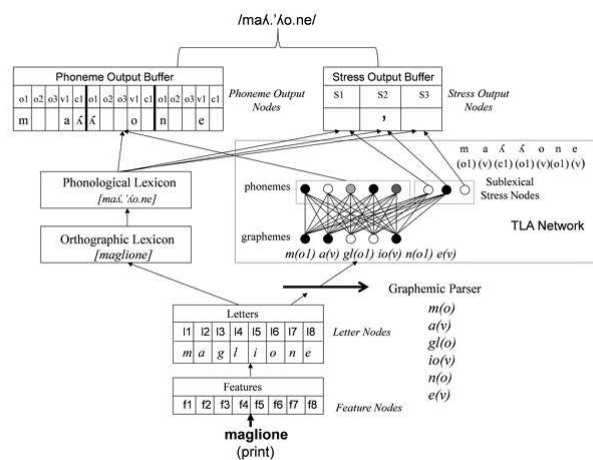 /maʎ.'ʎo.ne/
Phoneme Output Buffer
o1 o2 o3 v1 c1 o1 o2 o3 v1 c1 o1 o2 o3 v1 c1
m a ʎ ʎ o n e
Phoneme Output
Nodes
Stress Output Buffer
S1 S2 S3
'
Stress Output
Nodes
m a ʎ ʎ o n e
(o1) (v) (c1) (o1) (v)(o1) (v)
Sublexical
Stress Nodes
TLA Network
phonemes
graphemes
m(o1) a(v) gl(o1) io(v) n(o1) e(v)
Phonological Lexicon
[maʎ.'ʎo.ne]
Orthographic Lexicon
[maglione]
Graphemic Parser
m(o)
a(v)
gl(o)
io(v)
n(o)
e(v)
Letters
l1 l2 l3 l4 l5 l6 l7 l8
m a g l i o n e
Letter Nodes
Features
f1 f2 f3 f4 f5 f6 f7 f8
Feature Nodes
maglione
(print)